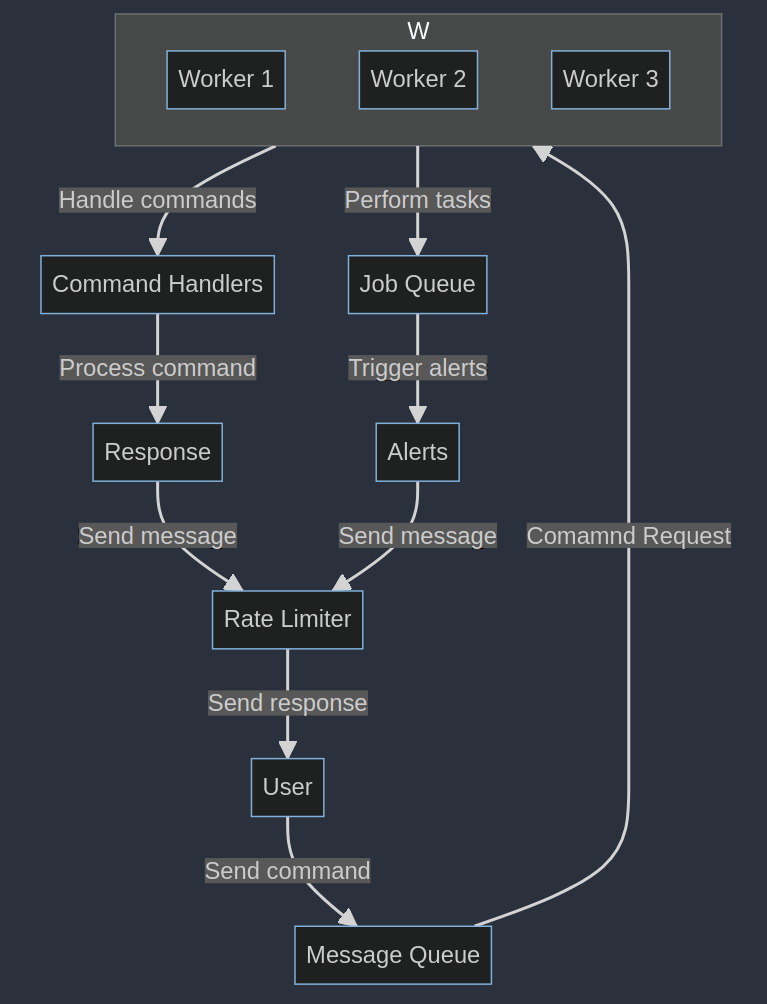 W
Worker 1
Worker 2
Worker 3
Handle commands
Perform tasks
Command Handlers
Job Queue
Process command
Trigger alerts
Response
Alerts
Send message
Send message
Comamnd Request
Rate Limiter
Send response
User
Send command
Message Queue